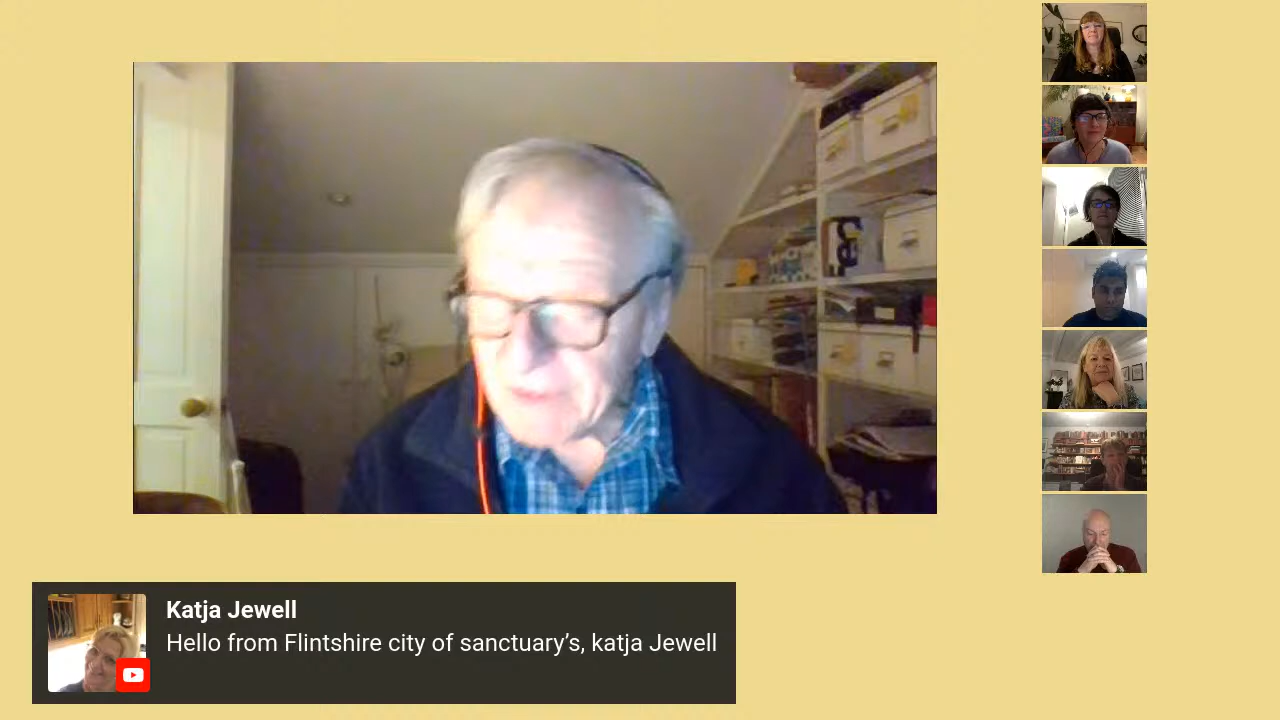 Katja Jewell
Hello from Flintshire city of sanctuary’s, katja Jewell